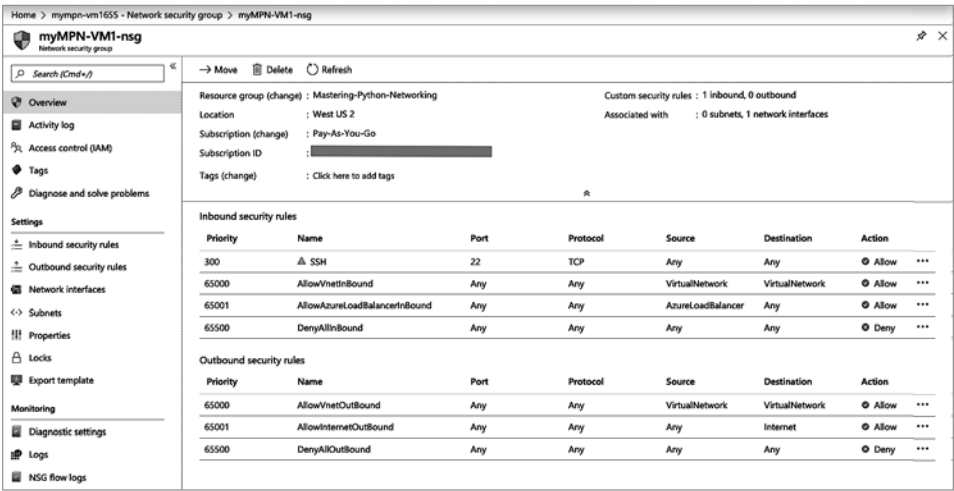 Home > mympn-vm1655 - Network security group > myMPN-VM1-nsg
myMPN-VM1-nsg
Network security group
Search (Cmd+/)
Overview
Activity log
Access control (IAM)
Tags
Diagnose and solve problems
Settings
Inbound security rules
Outbound security rules
Network interfaces
Subnets
Properties
Locks
Export template
Monitoring
Diagnostic settings
Logs
NSG flow logs
Move Delete Refresh
Resource group (change) : Mastering-Python-Networking
Location : West US 2
Subscription (change) : Pay-As-You-Go
Subscription ID :
Tags (change) : Click here to add tags
Custom security rules : 1 inbound, 0 outbound
Associated with : 0 subnets, 1 network interfaces
Inbound security rules
Priority Name Port Protocol Source Destination Action
300 SSH 22 TCP Any Any Allow
65000 AllowVnetInBound Any Any VirtualNetwork VirtualNetwork Allow
65001 AllowAzureLoadBalancerInBound Any Any AzureLoadBalancer Any Allow
65500 DenyAllInBound Any Any Any Any Deny
Outbound security rules
Priority Name Port Protocol Source Destination Action
65000 AllowVnetOutBound Any Any VirtualNetwork VirtualNetwork Allow
65001 AllowInternetOutBound Any Any Any Internet Allow
65500 DenyAllOutBound Any Any Any Any Deny